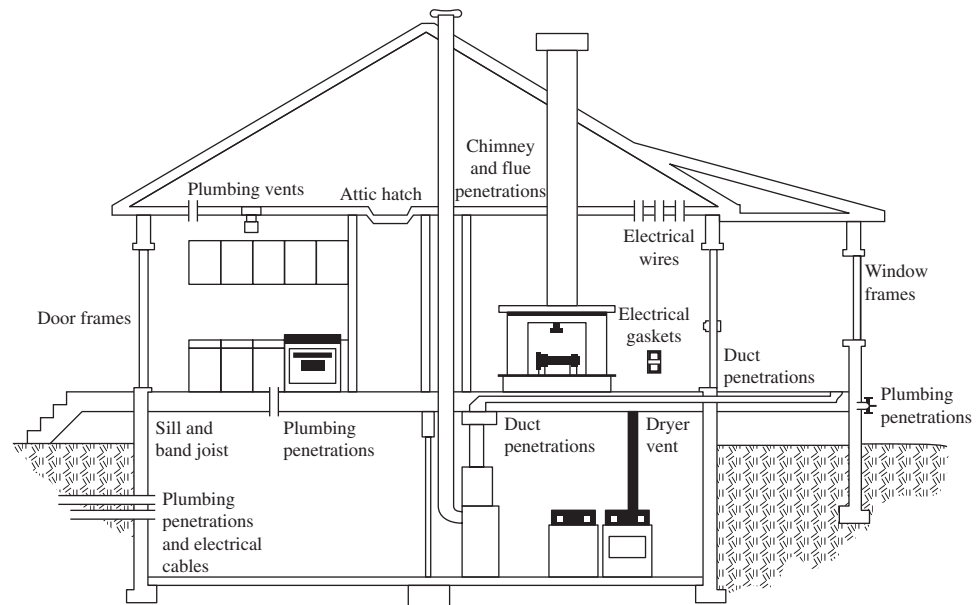 Chimney
and flue
penetrations
Plumbing vents
Attic hatch
Electrical
wires
Window
frames
Door frames
Electrical
gaskets
Duct
penetrations
Plumbing
penetrations
Sill and
band joist
Plumbing
penetrations
Duct
penetrations
Dryer
vent
Plumbing
penetrations
and electrical
cables